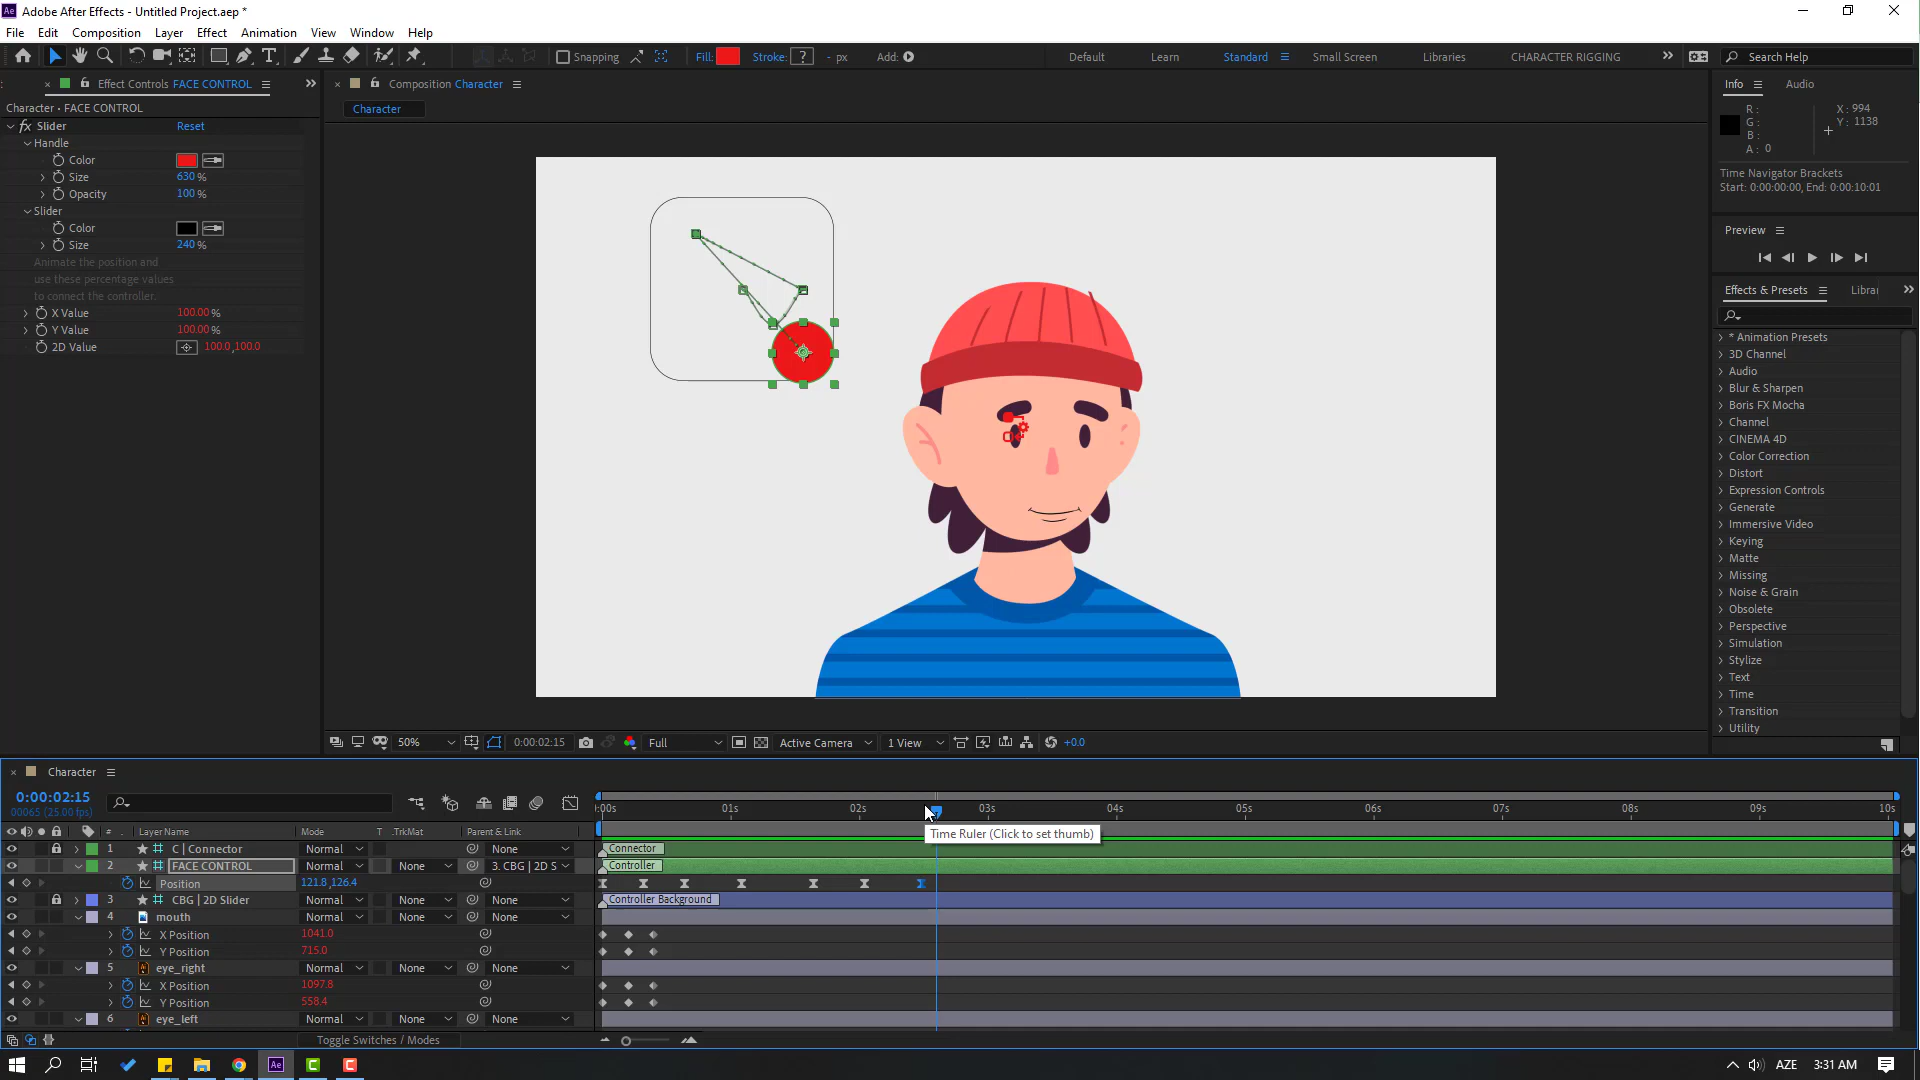 Adobe After Effects - Untitled Project.aep *
File Edit Composition Layer Effect Animation View Window Help
Snapping Fill: Stroke: ? - px Add: Default Learn Standard Small Screen Libraries CHARACTER RIGGING Search Help
Effect Controls FACE CONTROL
Character • FACE CONTROL
fx Slider Reset
Handle
Color
Size 630 %
Opacity 100 %
Slider
Color
Size 240 %
Animate the position and
use these percentage values
to connect the controller.
X Value 100.00 %
Y Value 100.00 %
2D Value 100.0,100.0
Composition Character
Character
50% 0:00:02:15 Full Active Camera 1 View +0.0
Info Audio
R: X: 994
G: Y: 1138
B:
A: 0
Time Navigator Brackets
Start: 0:00:00:00, End: 0:00:10:01
Preview
Effects & Presets Librar
* Animation Presets
3D Channel
Audio
Blur & Sharpen
Boris FX Mocha
Channel
CINEMA 4D
Color Correction
Distort
Expression Controls
Generate
Immersive Video
Keying
Matte
Missing
Noise & Grain
Obsolete
Perspective
Simulation
Stylize
Text
Time
Transition
Utility
Character
0:00:02:15
00065 (25.00 fps)
# Layer Name Mode T .TrkMat Parent & Link
:00s 01s 02s 03s 04s 05s 06s 07s 08s 09s 10s
Time Ruler (Click to set thumb)
1 C | Connector Normal None Connector
2 FACE CONTROL Normal None 3. CBG | 2D S Controller
Position 121.8,126.4
3 CBG | 2D Slider Normal None None Controller Background
4 mouth Normal None None
X Position 1041.0
Y Position 715.0
5 eye_right Normal None None
X Position 1097.8
Y Position 558.4
6 eye_left Normal None None
Toggle Switches / Modes
Ae AZE 3:31 AM